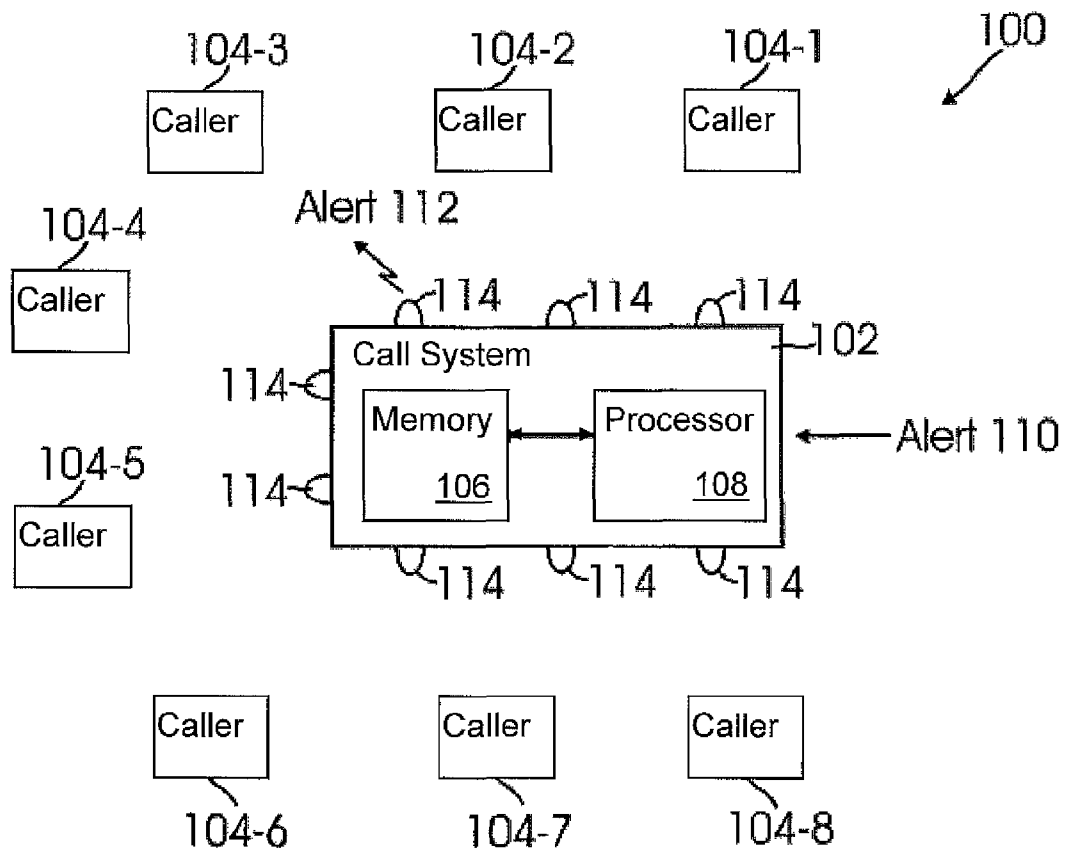 104-3 104-2 104-1 100
Caller Caller Caller
Alert 112
104-4
Caller
114 114 114
Call System 102
114
Memory Processor
Alert 110
104-5
114
106 108
Caller
114 114 114
Caller Caller Caller
104-6 104-7 104-8